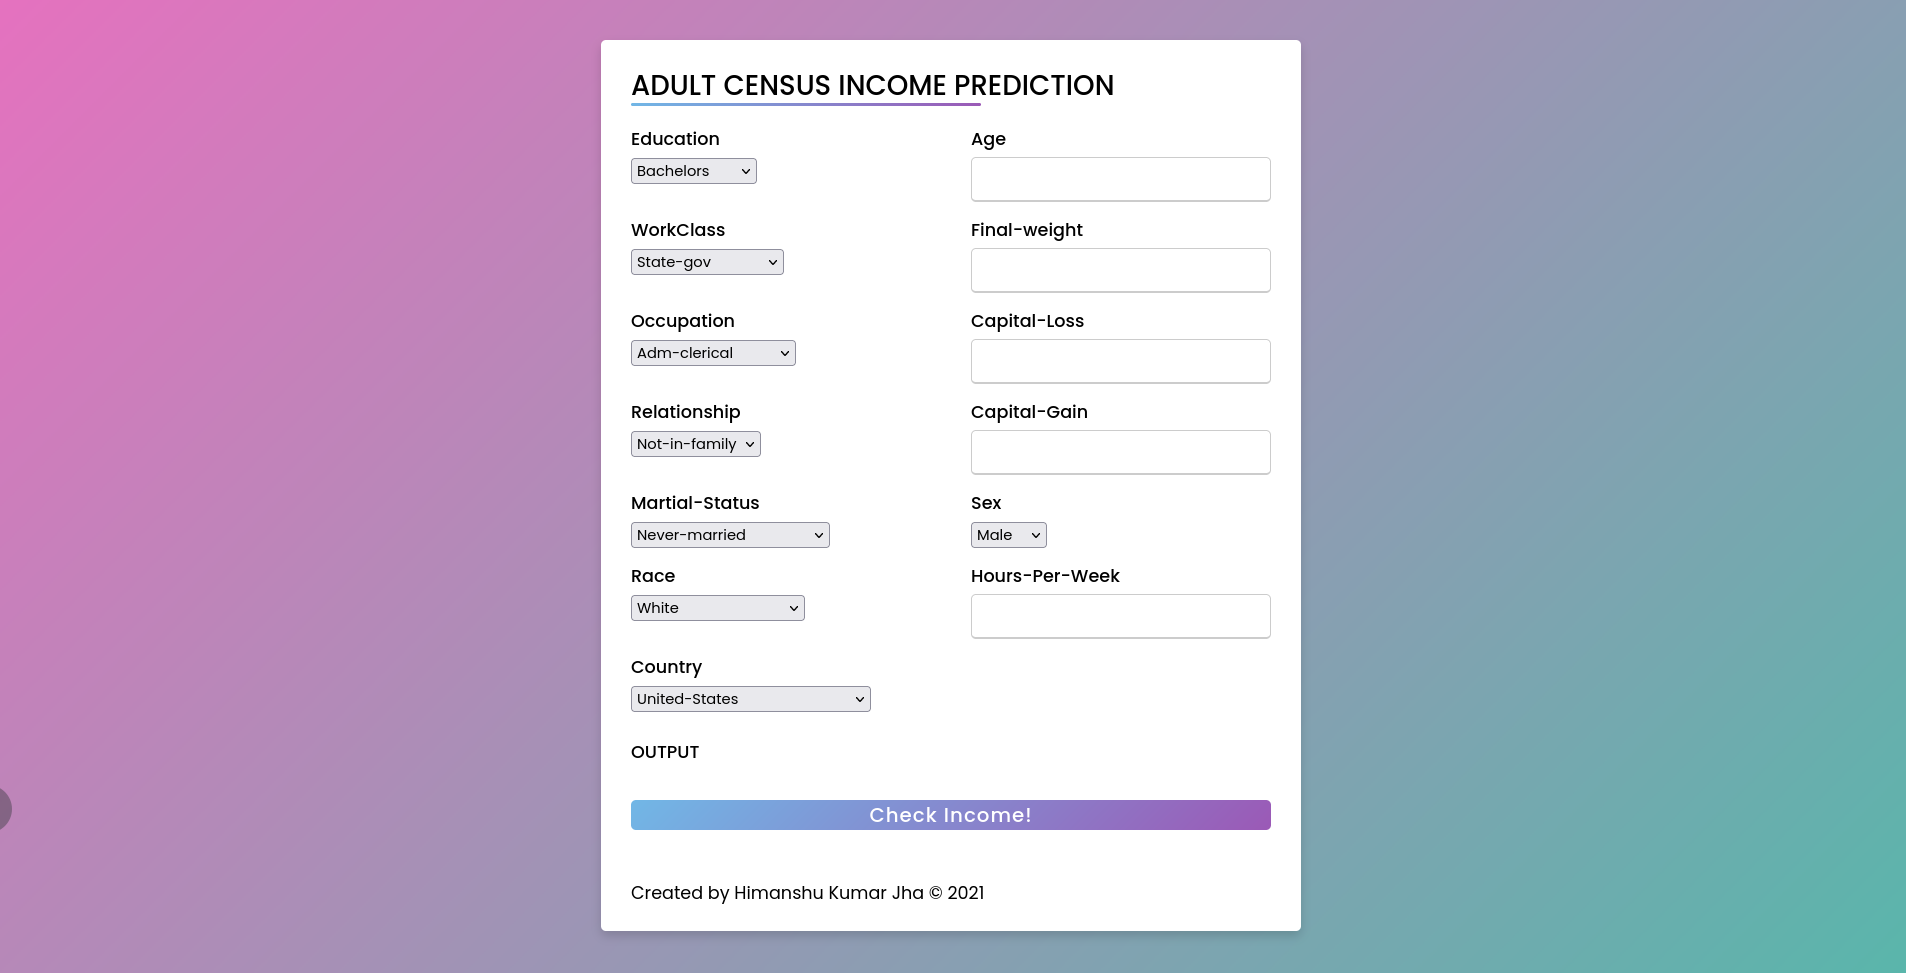 ADULT CENSUS INCOME PREDICTION
Education
Bachelors
Age
WorkClass
State-gov
Final-weight
Occupation
Adm-clerical
Capital-Loss
Relationship
Not-in-family
Capital-Gain
Martial-Status
Never-married
Sex
Male
Race
White
Hours-Per-Week
Country
United-States
OUTPUT
Check Income!
Created by Himanshu Kumar Jha © 2021